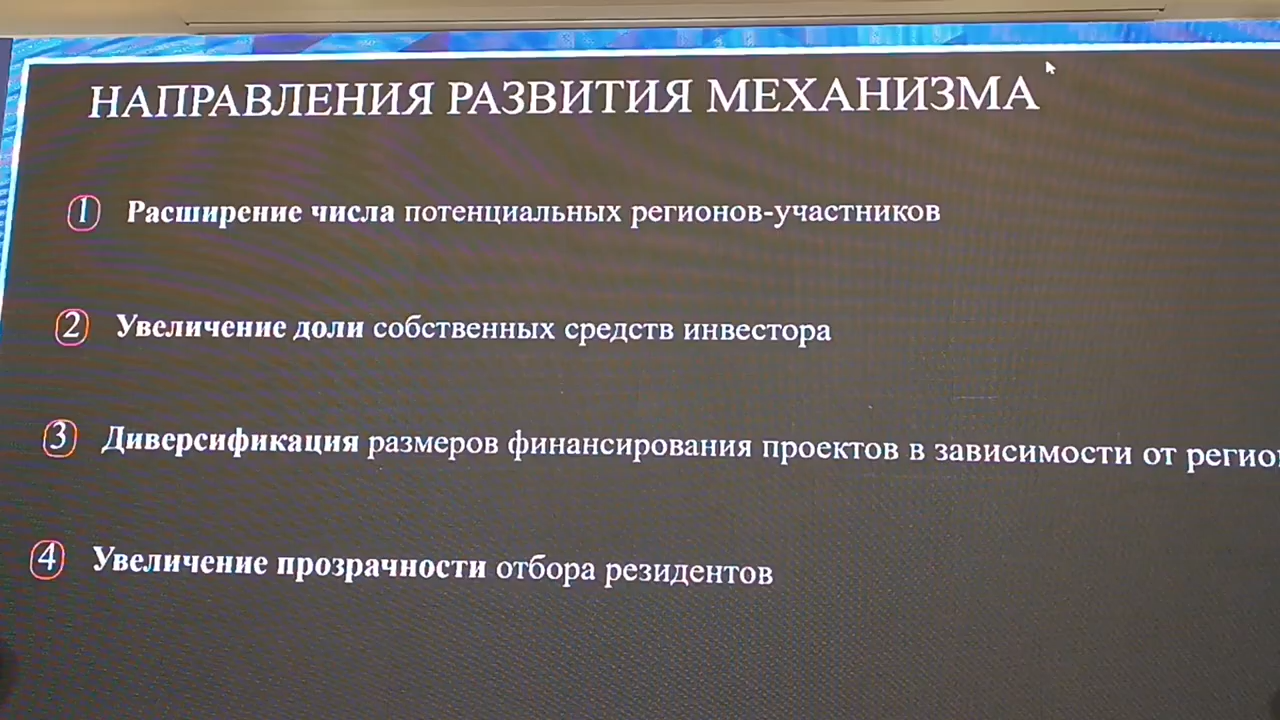 НАПРАВЛЕНИЯ РАЗВИТИЯ МЕХАНИЗМА
1 Расширение числа потенциальных регионов-участников
2 Увеличение доли собственных средств инвестора
3 Диверсификация размеров финансирования проектов в зависимости от
4 Увеличение прозрачности отбора резидентов